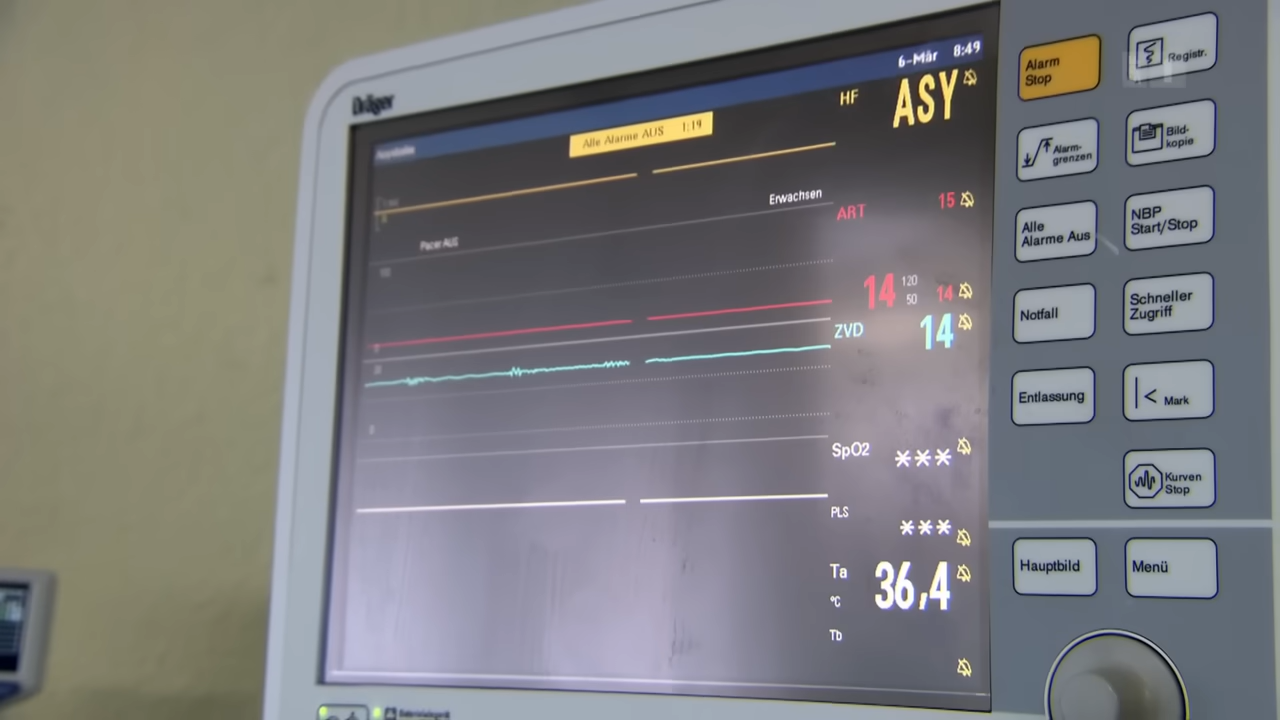 Dräger
6-Mär 8:49
Alle Alarme AUS 1:19
HF ASY
Erwachsen
Pacer AUS
ART 15
14 120 50 14
ZVD 14
SpO2 ***
PLS ***
Ta 36,4
°C
Tb
Alarm
Stop
Registr.
Alarm-
grenzen
Bild-
kopie
Alle
Alarme Aus
NBP
Start/Stop
Notfall
Schneller
Zugriff
Entlassung
Mark
Kurven
Stop
Hauptbild
Menü